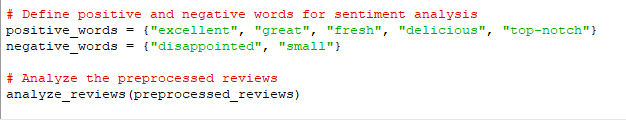 # Define positive and negative words for sentiment analysis
positive_words = {"excellent", "great", "fresh", "delicious", "top-notch"}
negative_words = {"disappointed", "small"}
# Analyze the preprocessed reviews
analyze_reviews(preprocessed_reviews)